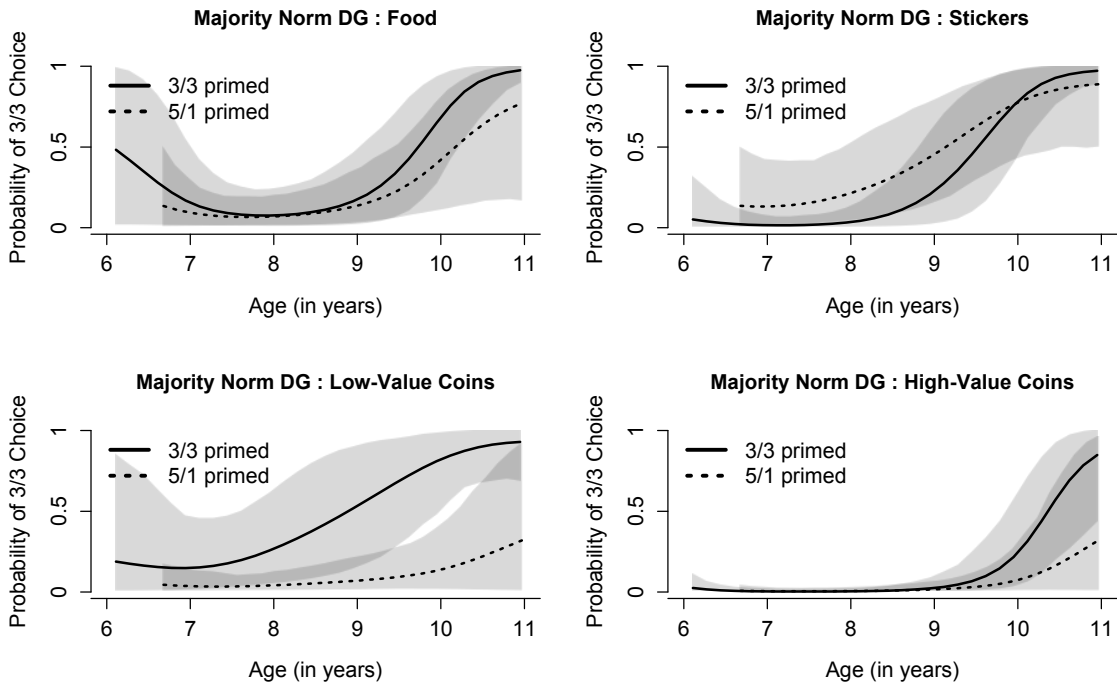 Majority Norm DG : Food
Probability of 3/3 Choice
1
0.5
0
3/3 primed
5/1 primed
6 7 8 9 10 11
Age (in years)
Majority Norm DG : Stickers
Probability of 3/3 Choice
1
0.5
0
3/3 primed
5/1 primed
6 7 8 9 10 11
Age (in years)
Majority Norm DG : Low-Value Coins
Probability of 3/3 Choice
1
0.5
0
3/3 primed
5/1 primed
6 7 8 9 10 11
Age (in years)
Majority Norm DG : High-Value Coins
Probability of 3/3 Choice
1
0.5
0
3/3 primed
5/1 primed
6 7 8 9 10 11
Age (in years)